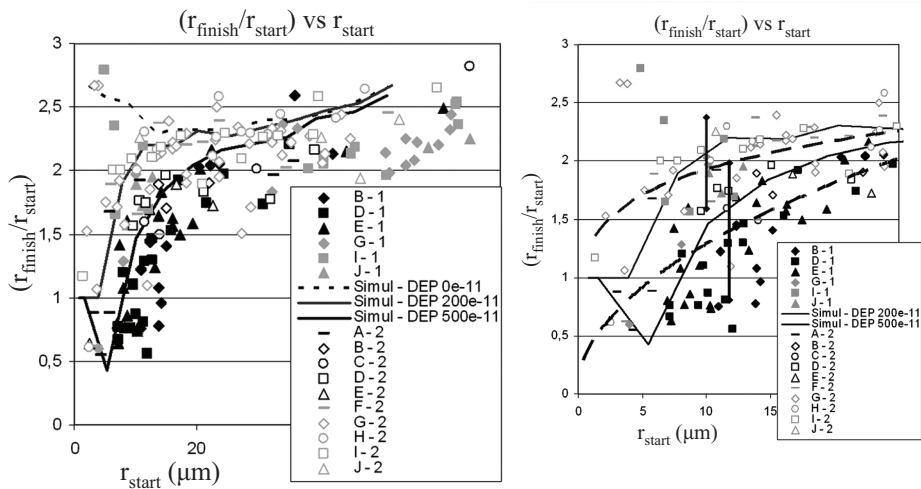 (rfinish/rstart) vs rstart
3
2,5
2
1,5
1
0,5
0
(rfinish/rstart)
0
20
rstart (μm)
B - 1
D - 1
E - 1
G - 1
I - 1
J - 1
Simul - DEP 0e-11
Simul - DEP 200e-11
Simul - DEP 500e-11
A - 2
B - 2
C - 2
D - 2
E - 2
F - 2
G - 2
H - 2
I - 2
J - 2
(rfinish/rstart) vs rstart
3
2,5
2
1,5
1
0,5
0
(rfinish/rstart)
0
5
10
15
rstart (μm)
B - 1
D - 1
E - 1
G - 1
I - 1
J - 1
Simul - DEP 200e-11
Simul - DEP 500e-11
A - 2
B - 2
C - 2
D - 2
E - 2
F - 2
G - 2
H - 2
I - 2
J - 2